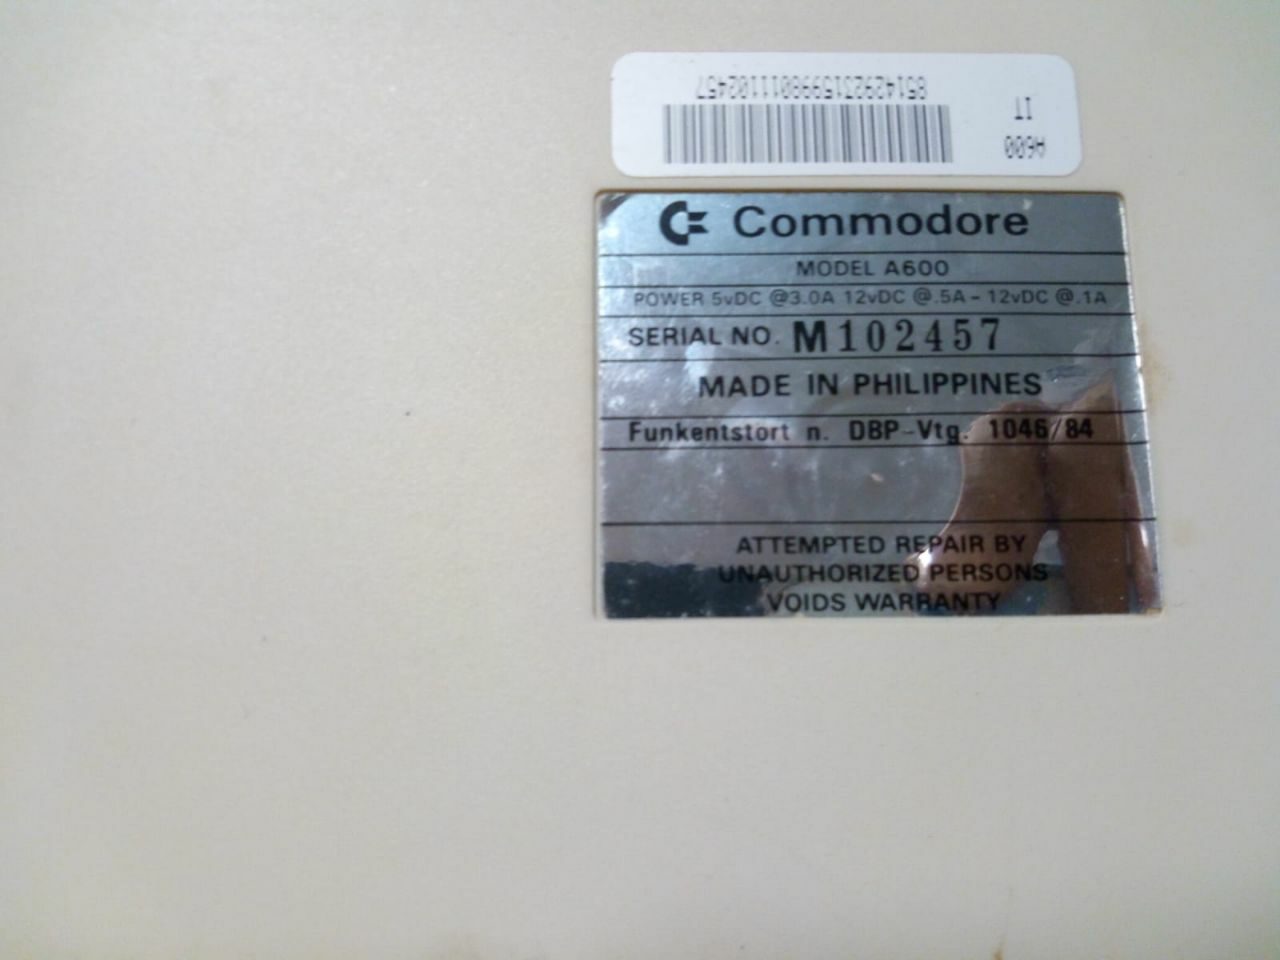 A600
IT
Commodore
MODEL A600
POWER 5vDC @3.0A 12vDC @.5A - 12vDC @.1A
SERIAL NO. M102457
MADE IN PHILIPPINES
Funkentstort n. DBP-Vtg. 1046/84
ATTEMPTED REPAIR BY
UNAUTHORIZED PERSONS
VOIDS WARRANTY